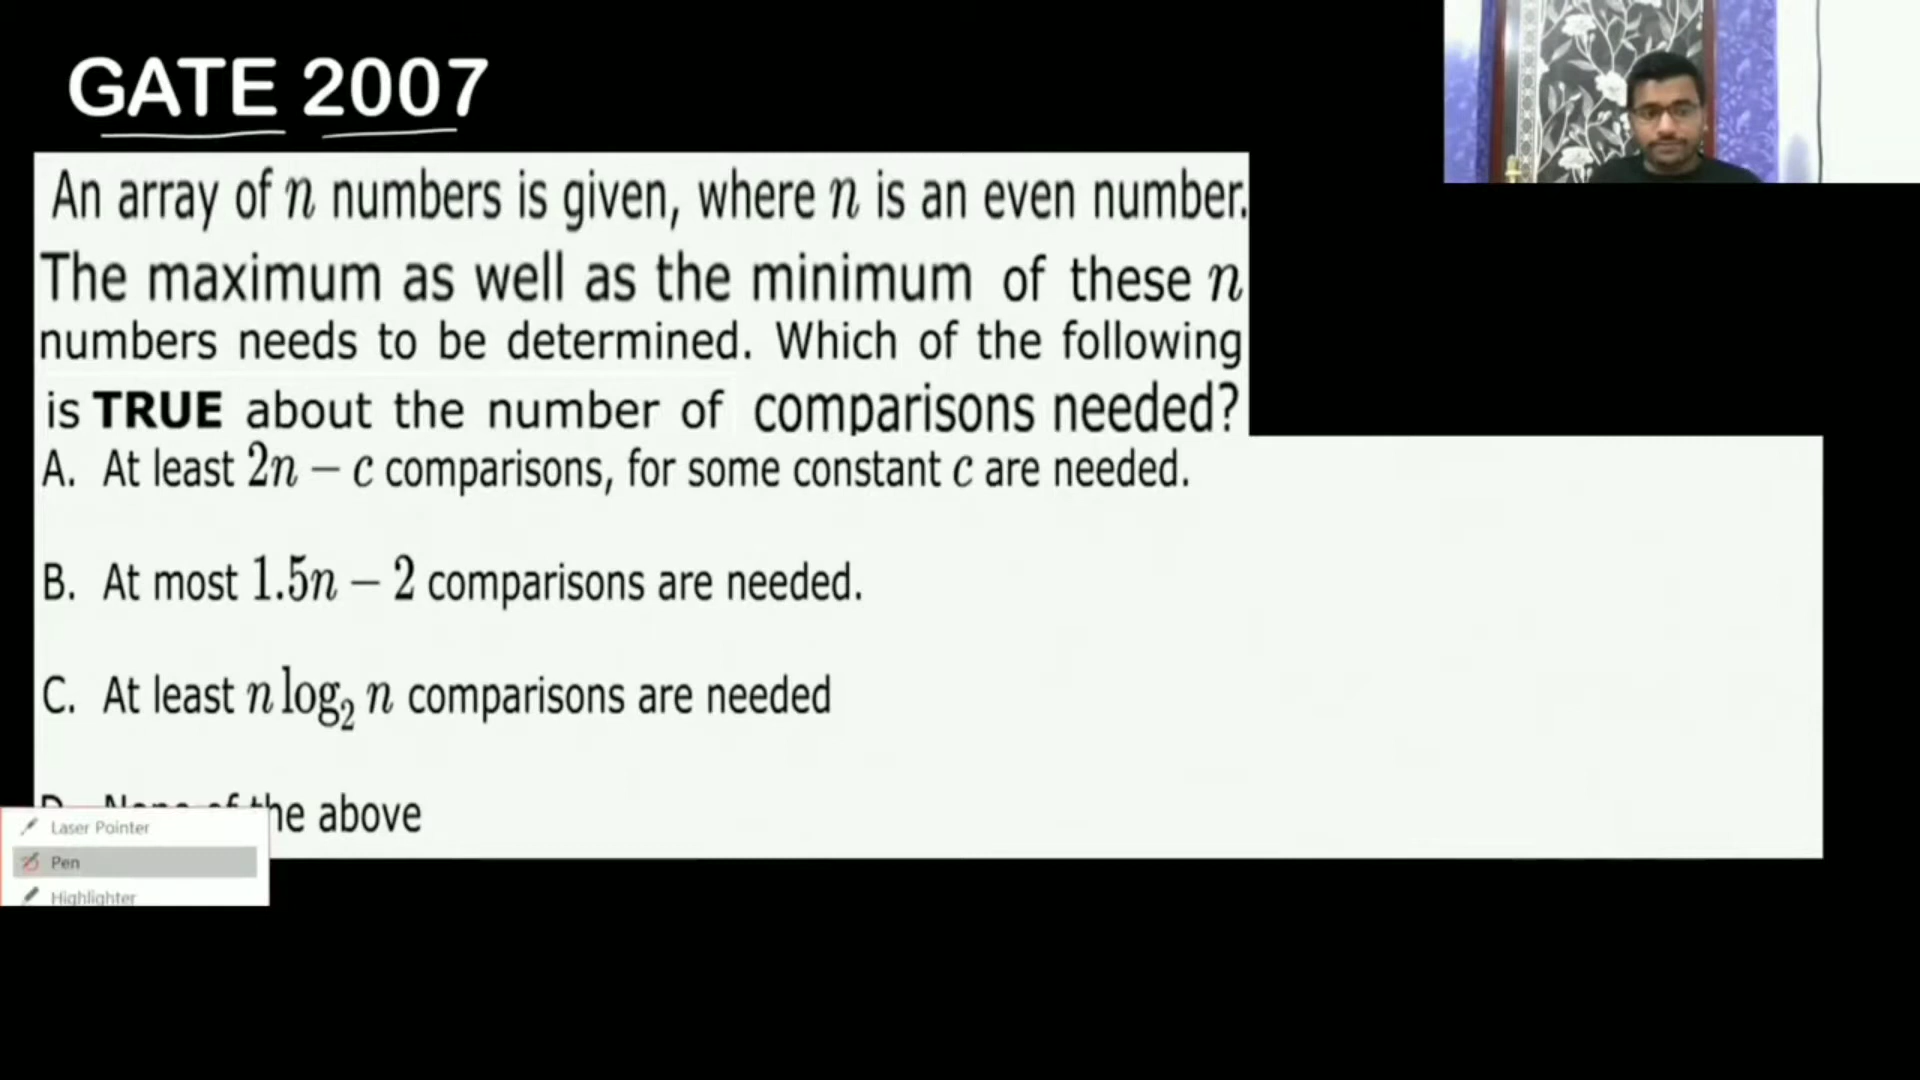 GATE 2007
An array of n numbers is given, where n is an even number.
The maximum as well as the minimum of these n
numbers needs to be determined. Which of the following
is TRUE about the number of comparisons needed?
A. At least 2n − c comparisons, for some constant c are needed.
B. At most 1.5n − 2 comparisons are needed.
C. At least n log₂ n comparisons are needed
D. None of the above
Laser Pointer
Pen
Highlighter